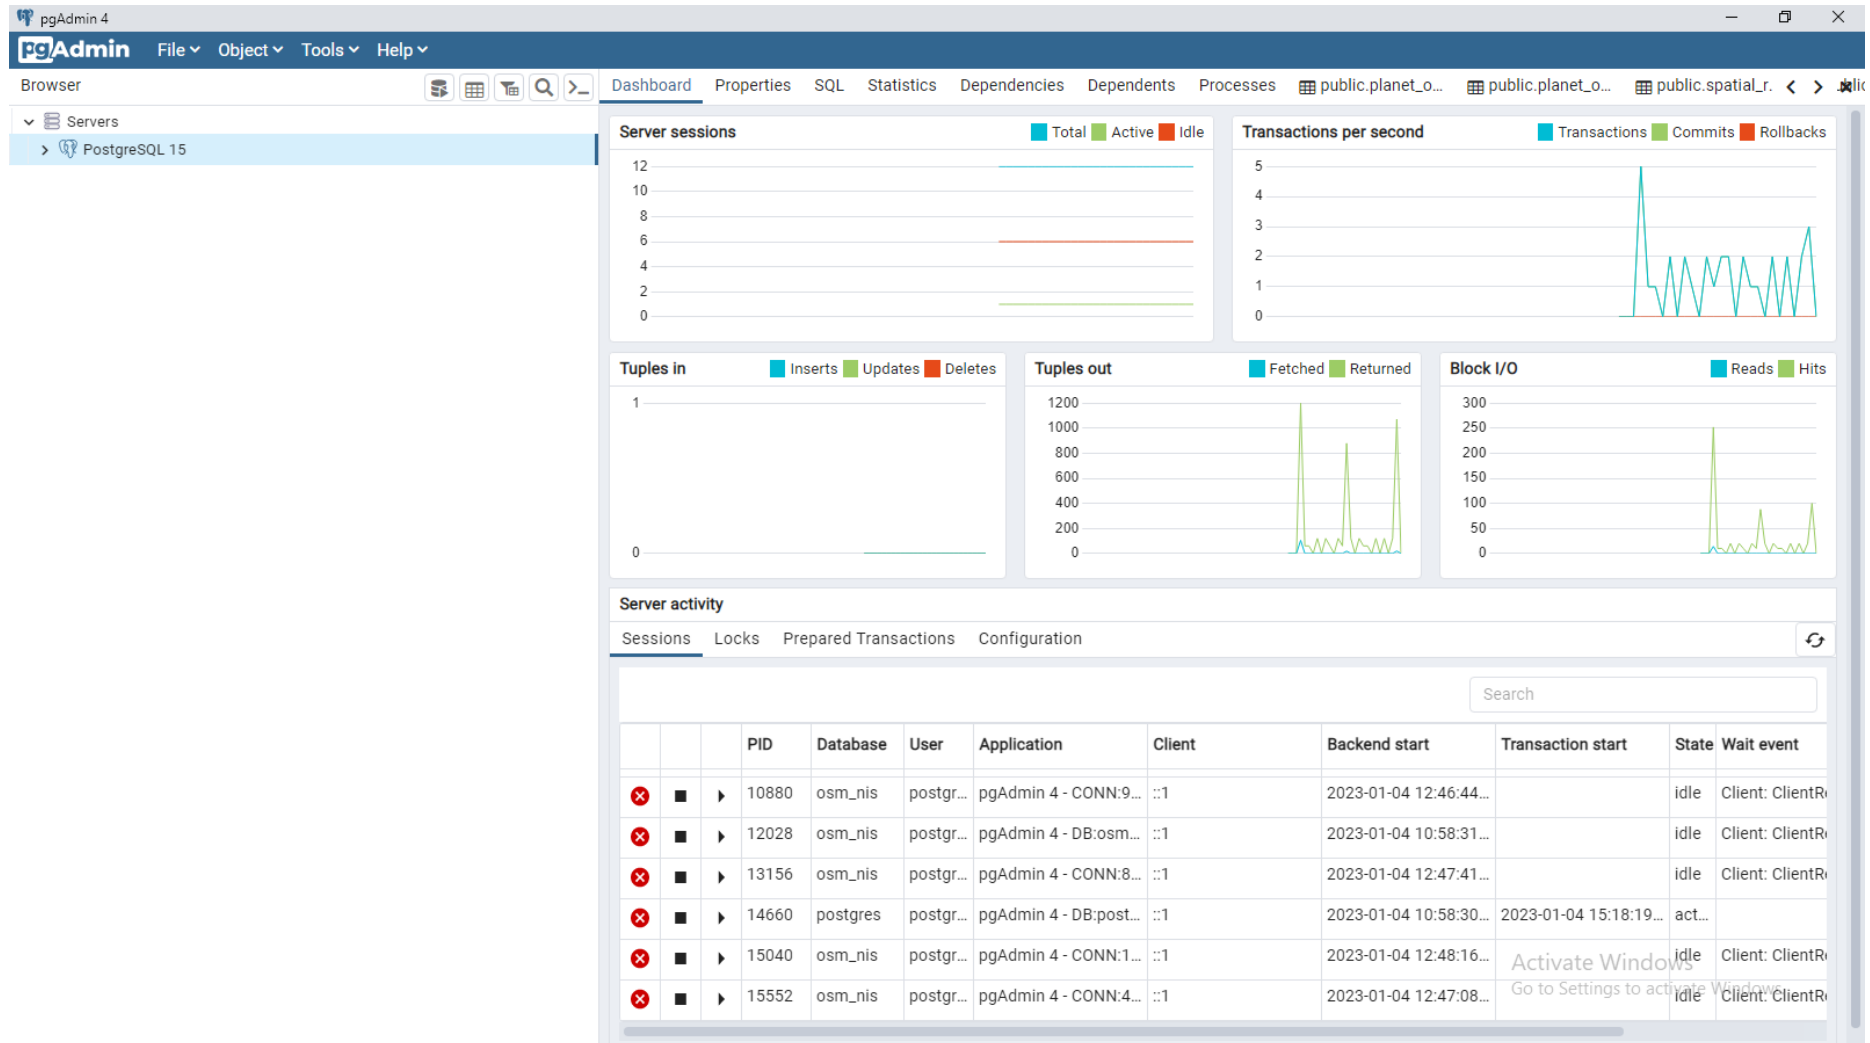 pgAdmin 4
pgAdmin File Object Tools Help
Browser
Dashboard Properties SQL Statistics Dependencies Dependents Processes public.planet_o... public.planet_o... public.spatial_r.
Servers
PostgreSQL 15
Server sessions
Total Active Idle
12
10
8
6
4
2
0
Transactions per second
Transactions Commits Rollbacks
5
4
3
2
1
0
Tuples in
Inserts Updates Deletes
1
0
Tuples out
Fetched Returned
1200
1000
800
600
400
200
0
Block I/O
Reads Hits
300
250
200
150
100
50
0
Server activity
Sessions Locks Prepared Transactions Configuration
Search
PID Database User Application Client Backend start Transaction start State Wait event
10880 osm_nis postgr... pgAdmin 4 - CONN:9... ::1 2023-01-04 12:46:44... idle Client: ClientR
12028 osm_nis postgr... pgAdmin 4 - DB:osm... ::1 2023-01-04 10:58:31... idle Client: ClientR
13156 osm_nis postgr... pgAdmin 4 - CONN:8... ::1 2023-01-04 12:47:41... idle Client: ClientR
14660 postgres postgr... pgAdmin 4 - DB:post... ::1 2023-01-04 10:58:30... 2023-01-04 15:18:19... act...
15040 osm_nis postgr... pgAdmin 4 - CONN:1... ::1 2023-01-04 12:48:16... idle Client: ClientR
15552 osm_nis postgr... pgAdmin 4 - CONN:4... ::1 2023-01-04 12:47:08... idle Client: ClientR
Activate Windows
Go to Settings to activate Windows.